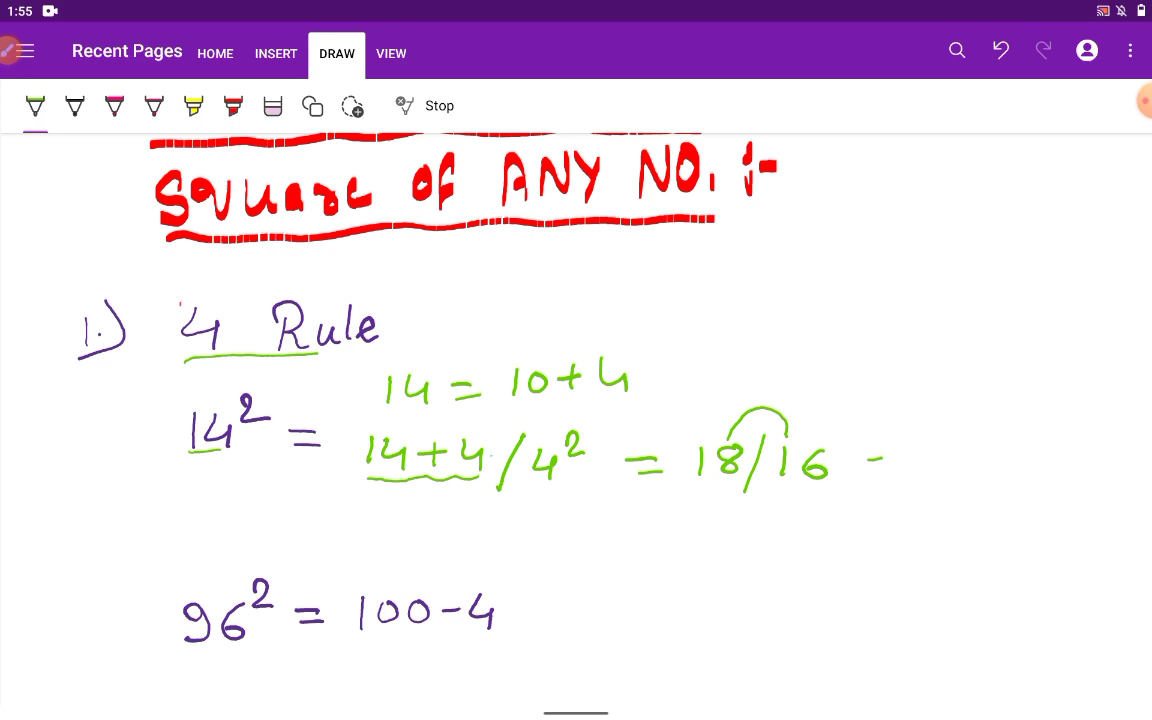 1:55
Recent Pages HOME INSERT DRAW VIEW
Stop
Square of ANY NO. :-
1.) 4 Rule
14 = 10+4
14² = 14+4/4² = 18/16 -
96² = 100-4